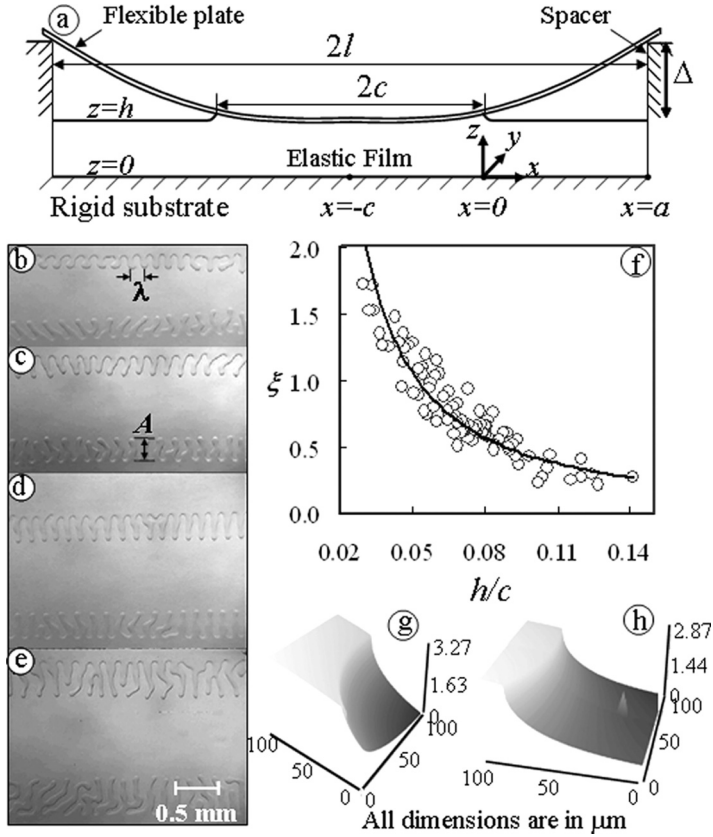 a
Flexible plate
Spacer
2l
2c
Δ
z=h
z
y
x
z=0
Elastic Film
Rigid substrate
x=-c
x=0
x=a
b
λ
c
A
d
e
0.5 mm
f
2.0
1.5
1.0
0.5
0.0
ξ
0.02 0.05 0.08 0.11 0.14
h/c
g
3.27
1.63
0
100
50
0
100
50
0
h
2.87
1.44
0
100
50
0
100
50
0
All dimensions are in μm